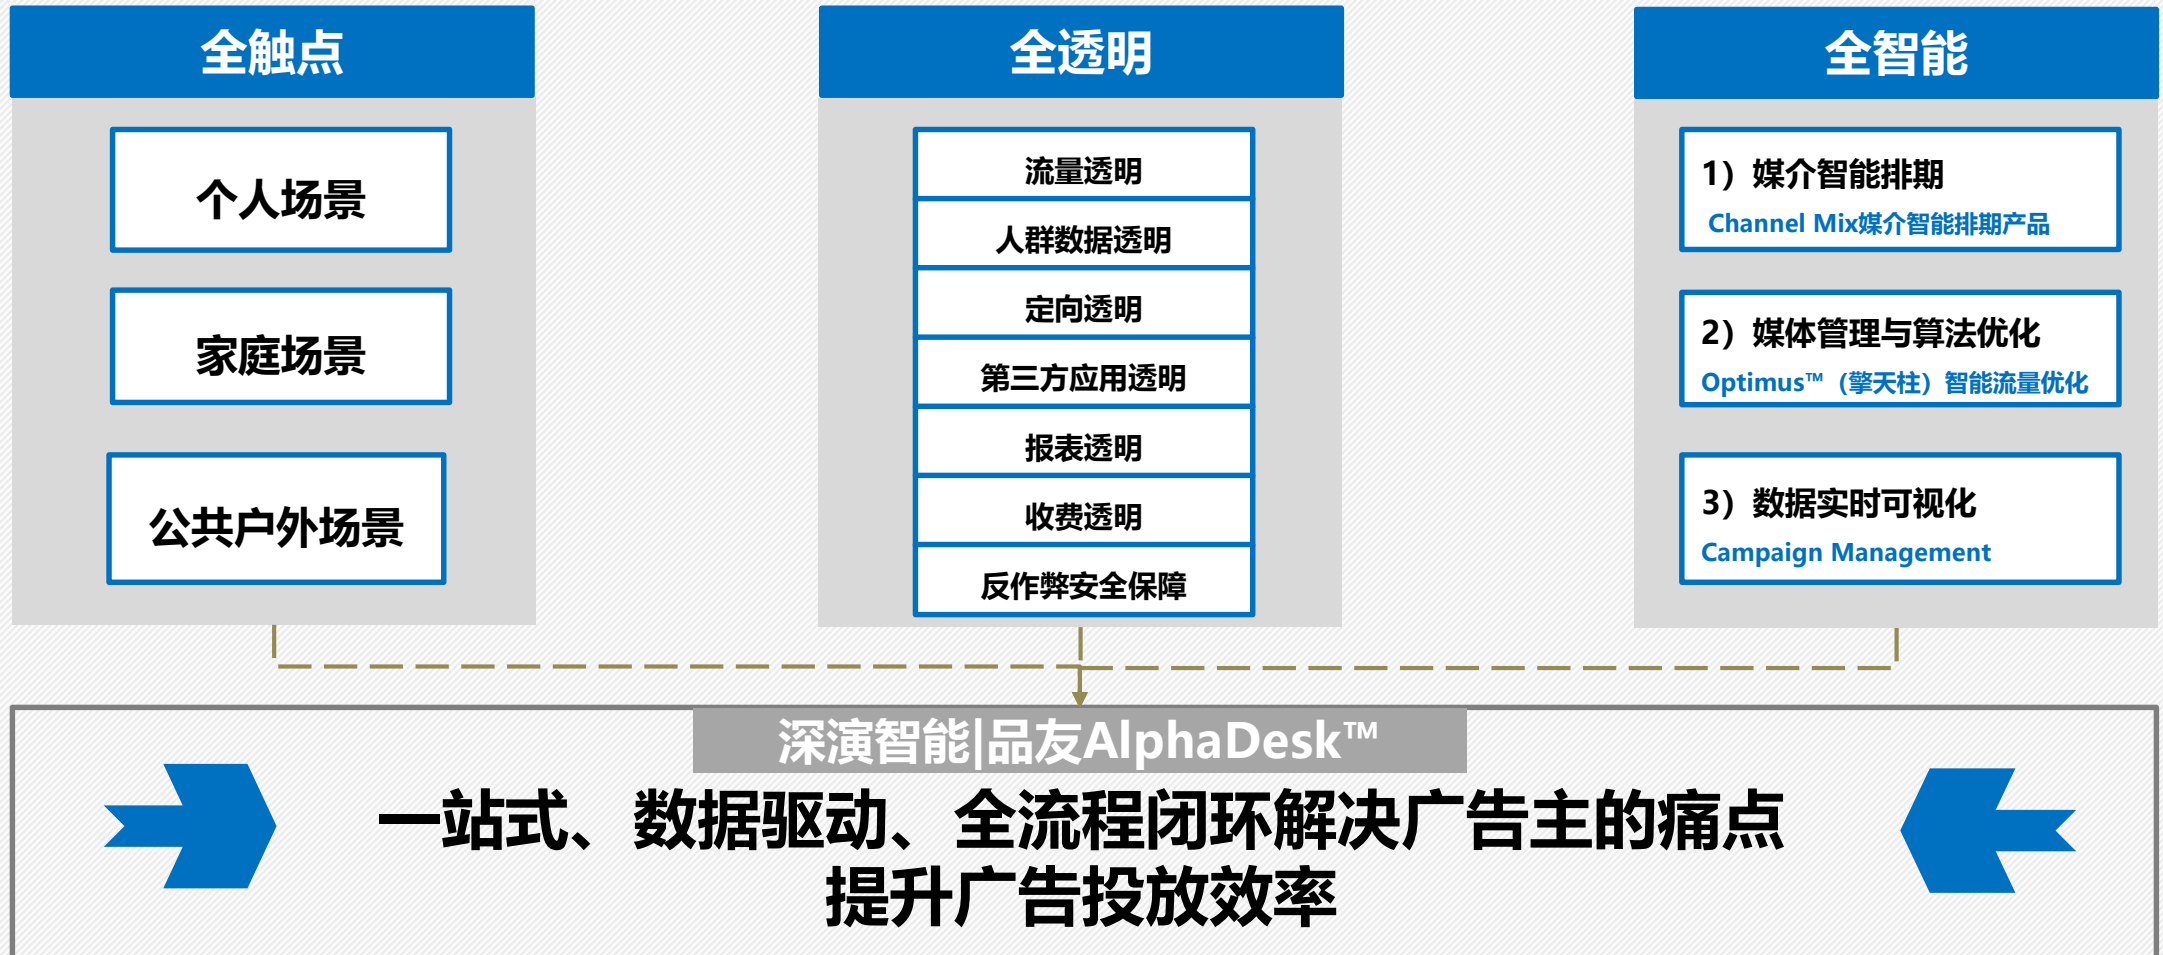 全触点
个人场景
家庭场景
公共户外场景
全透明
流量透明
人群数据透明
定向透明
第三方应用透明
报表透明
收费透明
反作弊安全保障
全智能
1）媒介智能排期
Channel Mix媒介智能排期产品
2）媒体管理与算法优化
Optimus™（擎天柱）智能流量优化
3）数据实时可视化
Campaign Management
深演智能|品友AlphaDesk™
一站式、数据驱动、全流程闭环解决广告主的痛点
提升广告投放效率